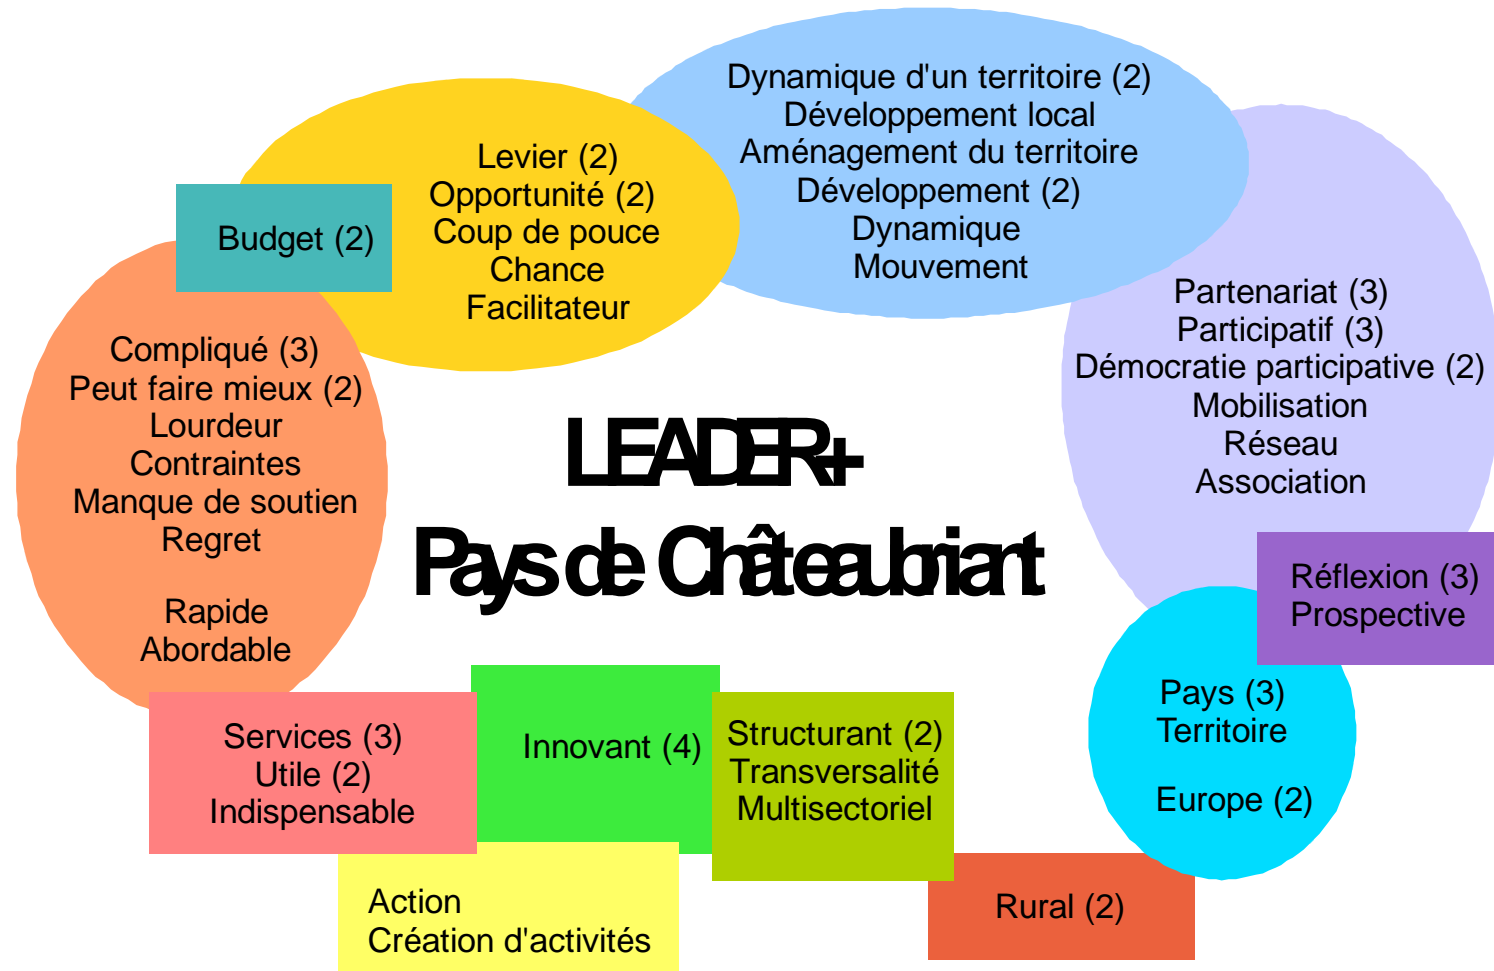 Dynamique d'un territoire (2)
Développement local
Aménagement du territoire
Développement (2)
Dynamique
Mouvement
Levier (2)
Opportunité (2)
Coup de pouce
Chance
Facilitateur
Budget (2)
Partenariat (3)
Participatif (3)
Démocratie participative (2)
Mobilisation
Réseau
Association
Compliqué (3)
Peut faire mieux (2)
Lourdeur
Contraintes
Manque de soutien
Regret
Rapide
Abordable
LEADER+
Pays de Châteaubriant
Réflexion (3)
Prospective
Pays (3)
Territoire
Europe (2)
Services (3)
Utile (2)
Indispensable
Innovant (4)
Structurant (2)
Transversalité
Multisectoriel
Action
Création d'activités
Rural (2)